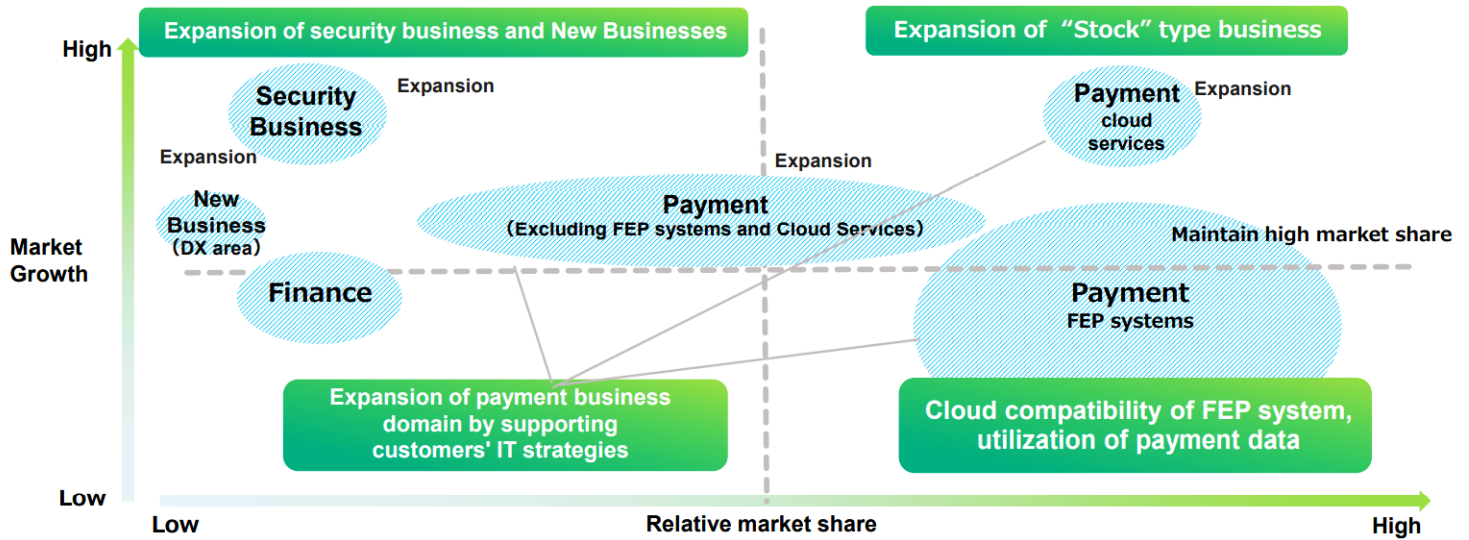 Expansion of security business and New Businesses
Expansion of “Stock” type business
High
Security
Business
Expansion
Payment
cloud
services
Expansion
Expansion
New
Business
（DX area）
Expansion
Payment
（Excluding FEP systems and Cloud Services）
Maintain high market share
Market
Growth
Finance
Payment
FEP systems
Expansion of payment business
domain by supporting
customers' IT strategies
Cloud compatibility of FEP system,
utilization of payment data
Low
Low
Relative market share
High